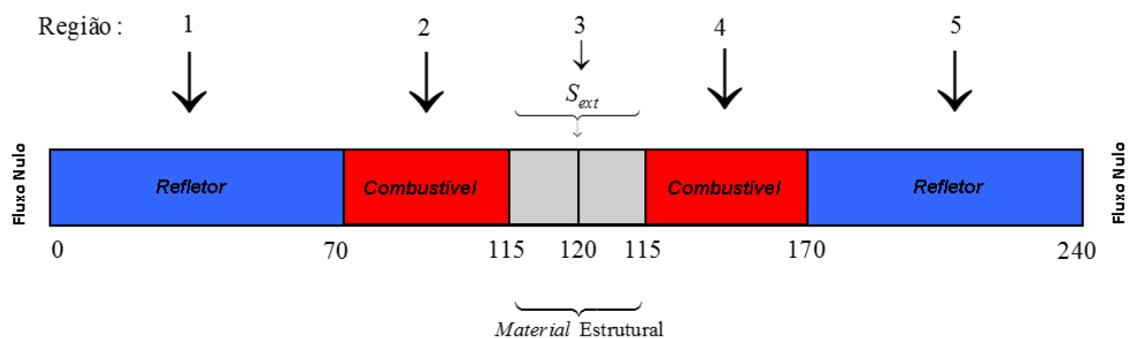 Região : 1 2 3 4 5
S_ext
Fluxo Nulo Refletor Combustível Combustível Refletor Fluxo Nulo
0 70 115 120 115 170 240
Material Estrutural